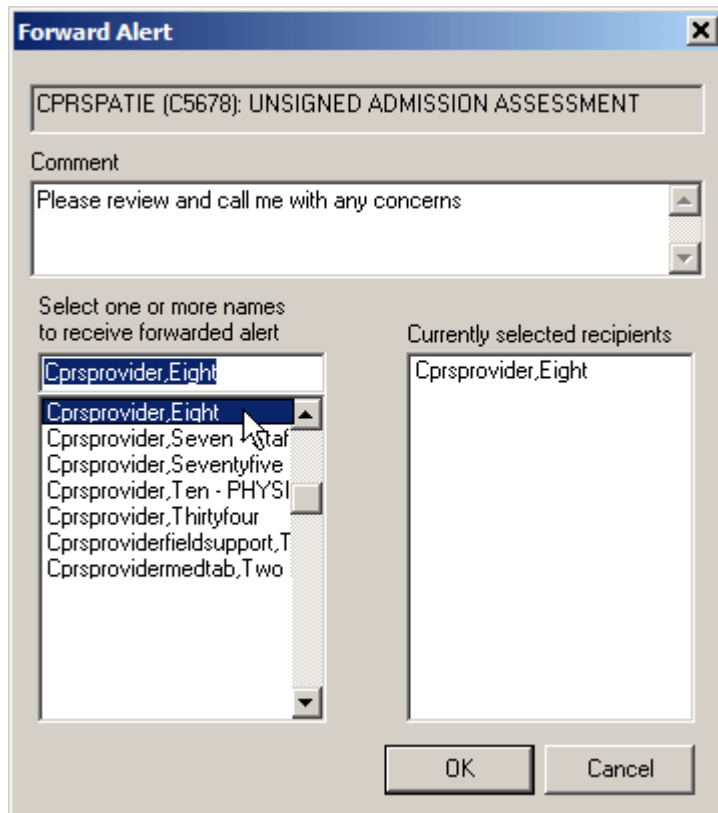 Forward Alert
CPRSPATIE (C5678): UNSIGNED ADMISSION ASSESSMENT
Comment
Please review and call me with any concerns
Select one or more names
to receive forwarded alert
Cprsprovider,Eight
Cprsprovider,Eight
Cprsprovider,Seven
Cprsprovider,Seventyfive
Cprsprovider,Ten - PHYSI
Cprsprovider,Thirtyfour
Cprsproviderfieldsupport,T
Cprsprovidermedtab,Two
Currently selected recipients
Cprsprovider,Eight
OK
Cancel